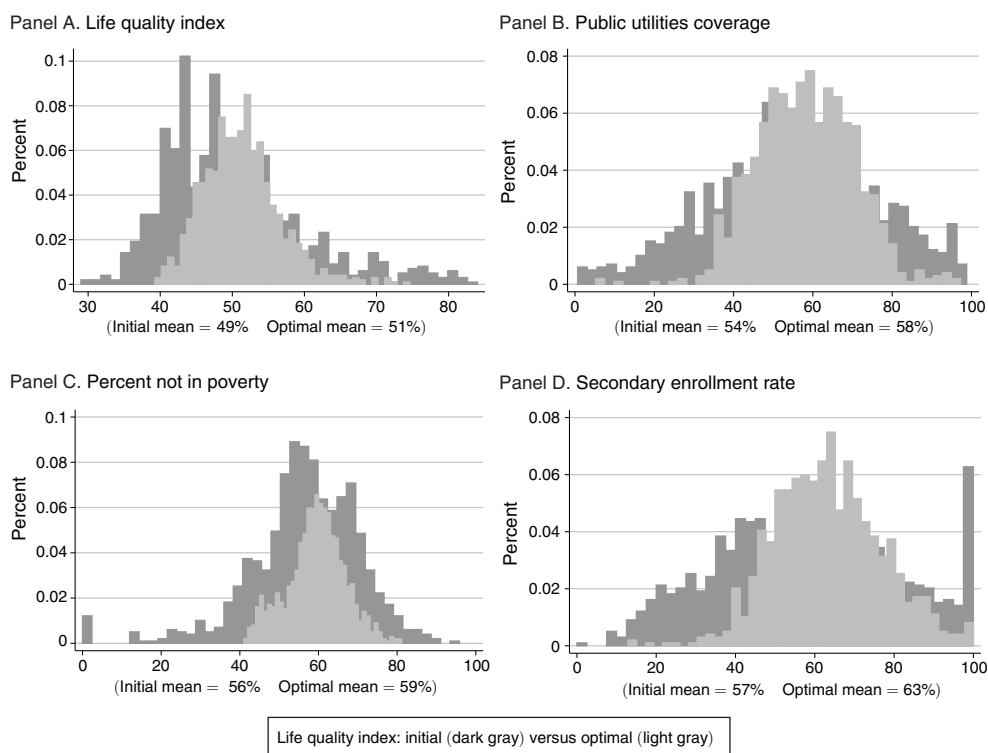 Panel A. Life quality index
Percent
0.1
0.08
0.06
0.04
0.02
0
30 40 50 60 70 80
(Initial mean = 49% Optimal mean = 51%)
Panel B. Public utilities coverage
Percent
0.08
0.06
0.04
0.02
0
0 20 40 60 80 100
(Initial mean = 54% Optimal mean = 58%)
Panel C. Percent not in poverty
Percent
0.1
0.08
0.06
0.04
0.02
0
0 20 40 60 80 100
(Initial mean = 56% Optimal mean = 59%)
Panel D. Secondary enrollment rate
Percent
0.08
0.06
0.04
0.02
0
0 20 40 60 80 100
(Initial mean = 57% Optimal mean = 63%)
Life quality index: initial (dark gray) versus optimal (light gray)